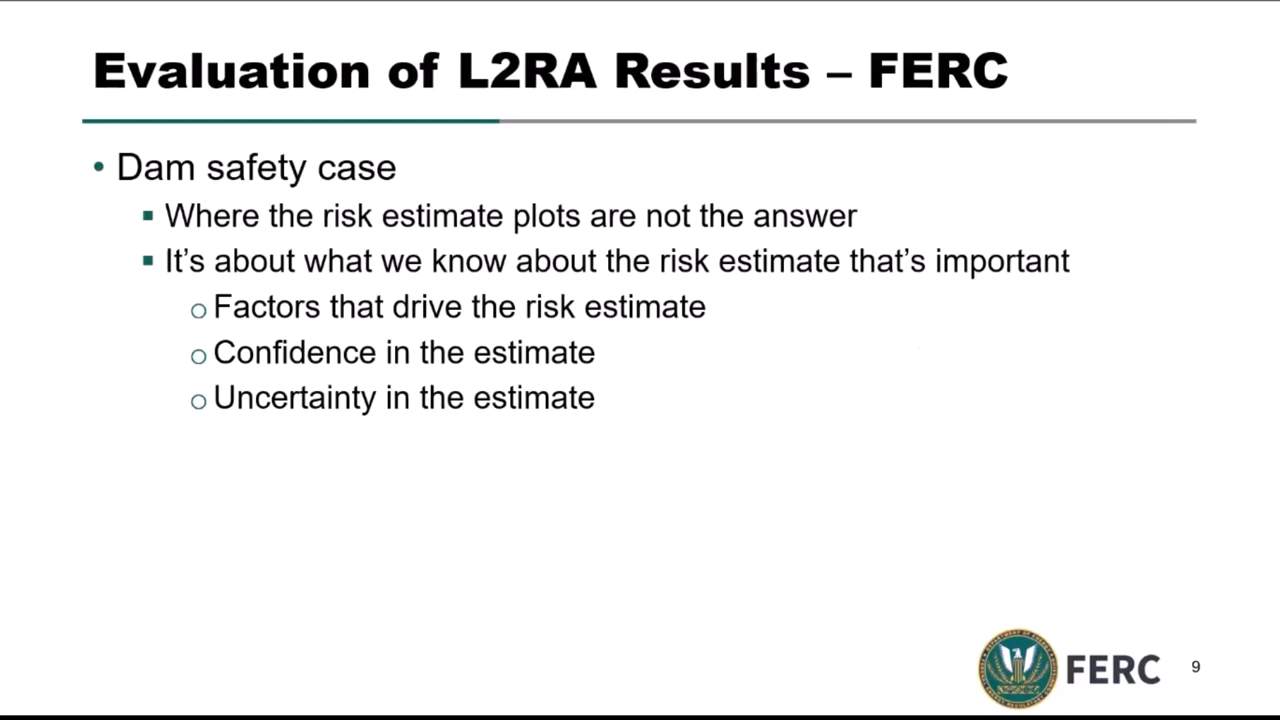 Evaluation of L2RA Results – FERC
• Dam safety case
▪ Where the risk estimate plots are not the answer
▪ It’s about what we know about the risk estimate that’s important
o Factors that drive the risk estimate
o Confidence in the estimate
o Uncertainty in the estimate
FERC
9